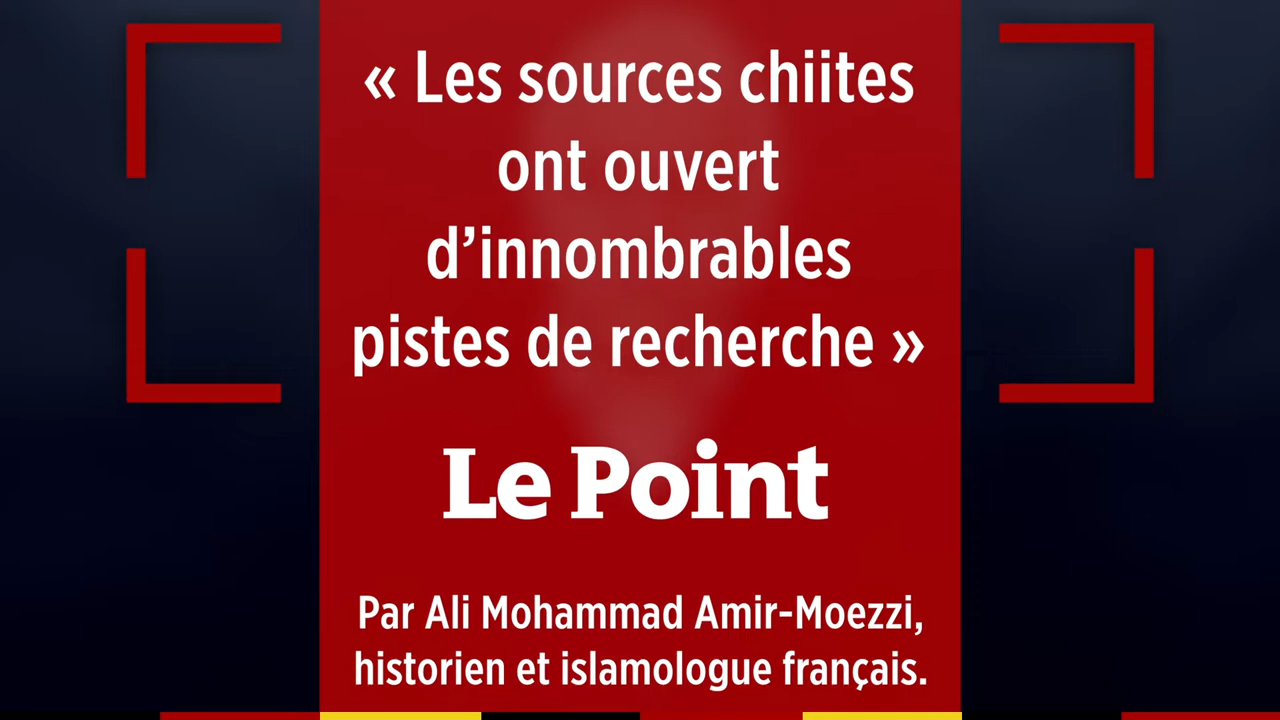 « Les sources chiites
ont ouvert
d’innombrables
pistes de recherche »
Le Point
Par Ali Mohammad Amir-Moezzi,
historien et islamologue français.